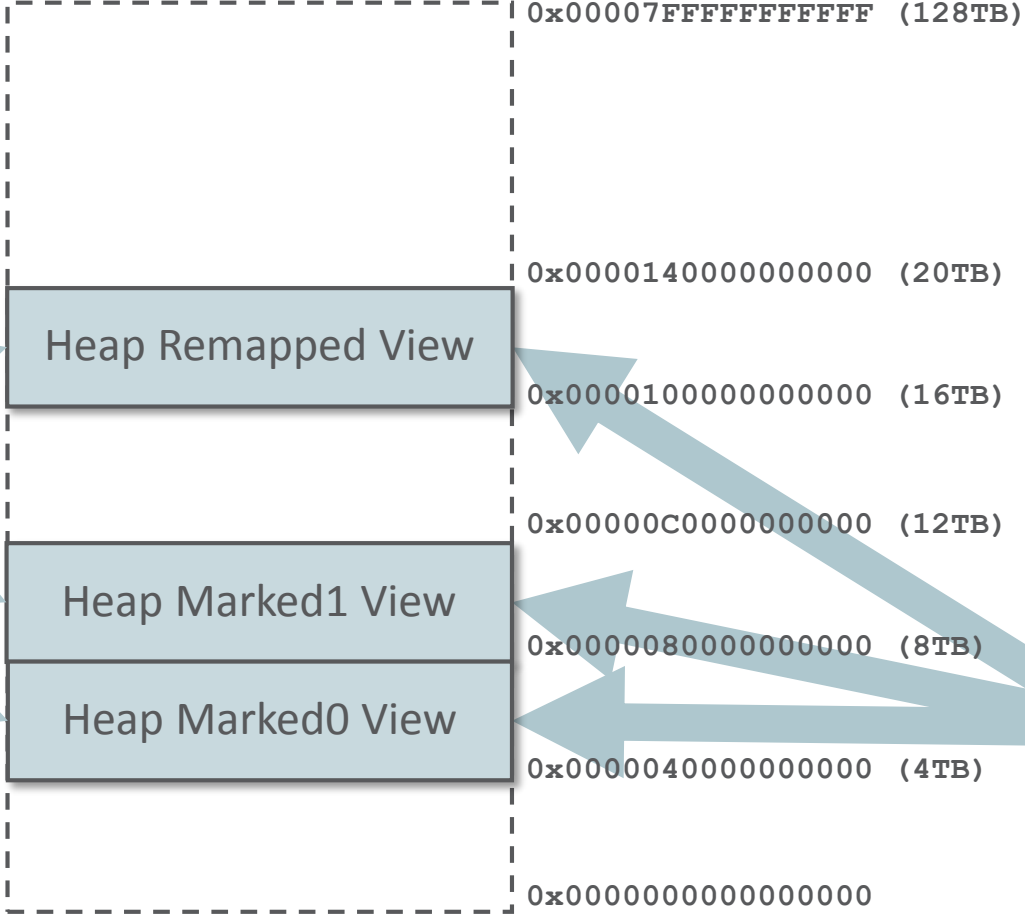 0x00007FFFFFFFFFFF (128TB)
0x0000140000000000 (20TB)
Heap Remapped View
0x0000100000000000 (16TB)
0x00000C0000000000 (12TB)
Heap Marked1 View
0x0000080000000000 (8TB)
Heap Marked0 View
0x0000040000000000 (4TB)
0x0000000000000000